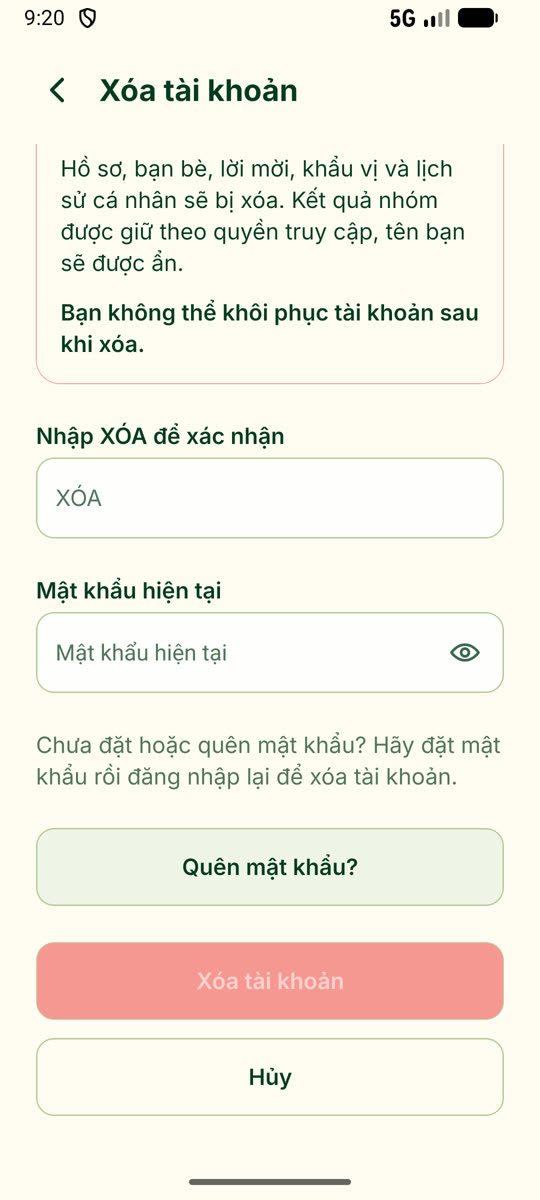 9:20
5G
Xóa tài khoản
Hồ sơ, bạn bè, lời mời, khẩu vị và lịch
sử cá nhân sẽ bị xóa. Kết quả nhóm
được giữ theo quyền truy cập, tên bạn
sẽ được ẩn.
Bạn không thể khôi phục tài khoản sau
khi xóa.
Nhập XÓA để xác nhận
XÓA
Mật khẩu hiện tại
Mật khẩu hiện tại
Chưa đặt hoặc quên mật khẩu? Hãy đặt mật
khẩu rồi đăng nhập lại để xóa tài khoản.
Quên mật khẩu?
Xóa tài khoản
Hủy